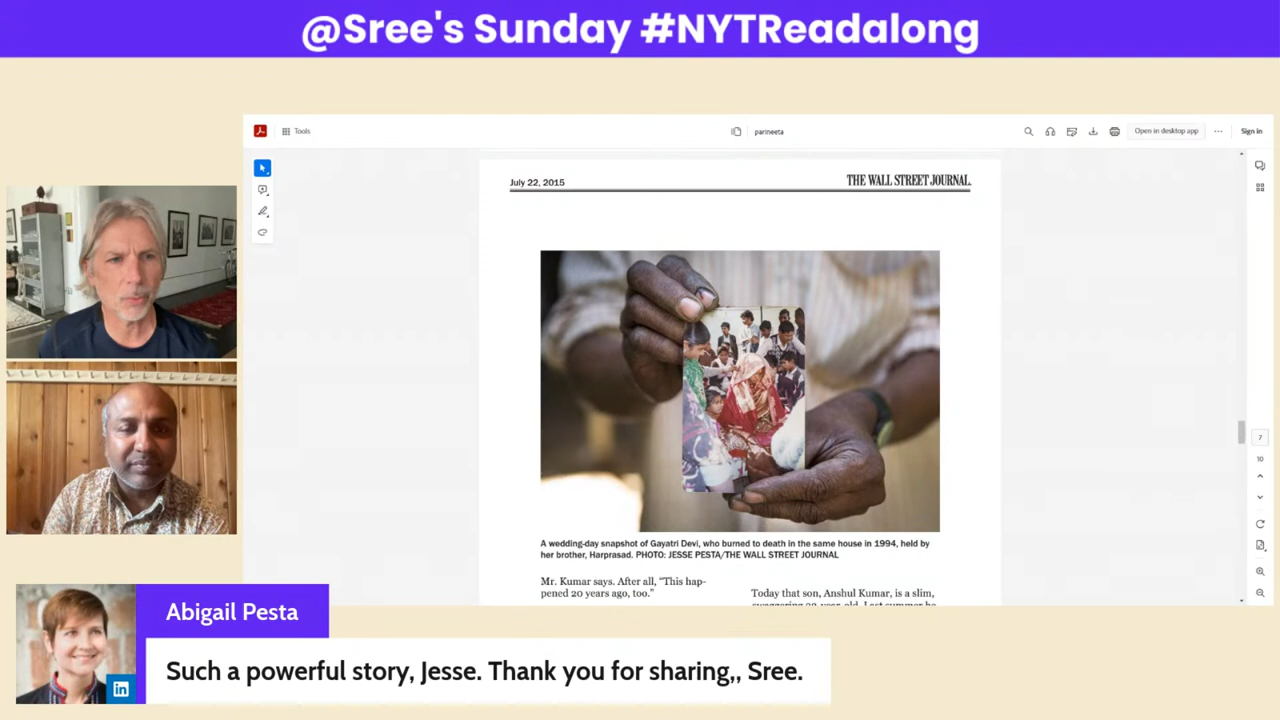 @Sree's Sunday #NYTReadalong
Tools
parineeta
Open in desktop app
Sign in
July 22, 2015
THE WALL STREET JOURNAL.
A wedding-day snapshot of Gayatri Devi, who burned to death in the same house in 1994, held by
her brother, Harprasad. PHOTO: JESSE PESTA/THE WALL STREET JOURNAL
Mr. Kumar says. After all, “This hap-
pened 20 years ago, too.”
Today that son, Anshul Kumar, is a slim,
7
10
Abigail Pesta
in
Such a powerful story, Jesse. Thank you for sharing,, Sree.